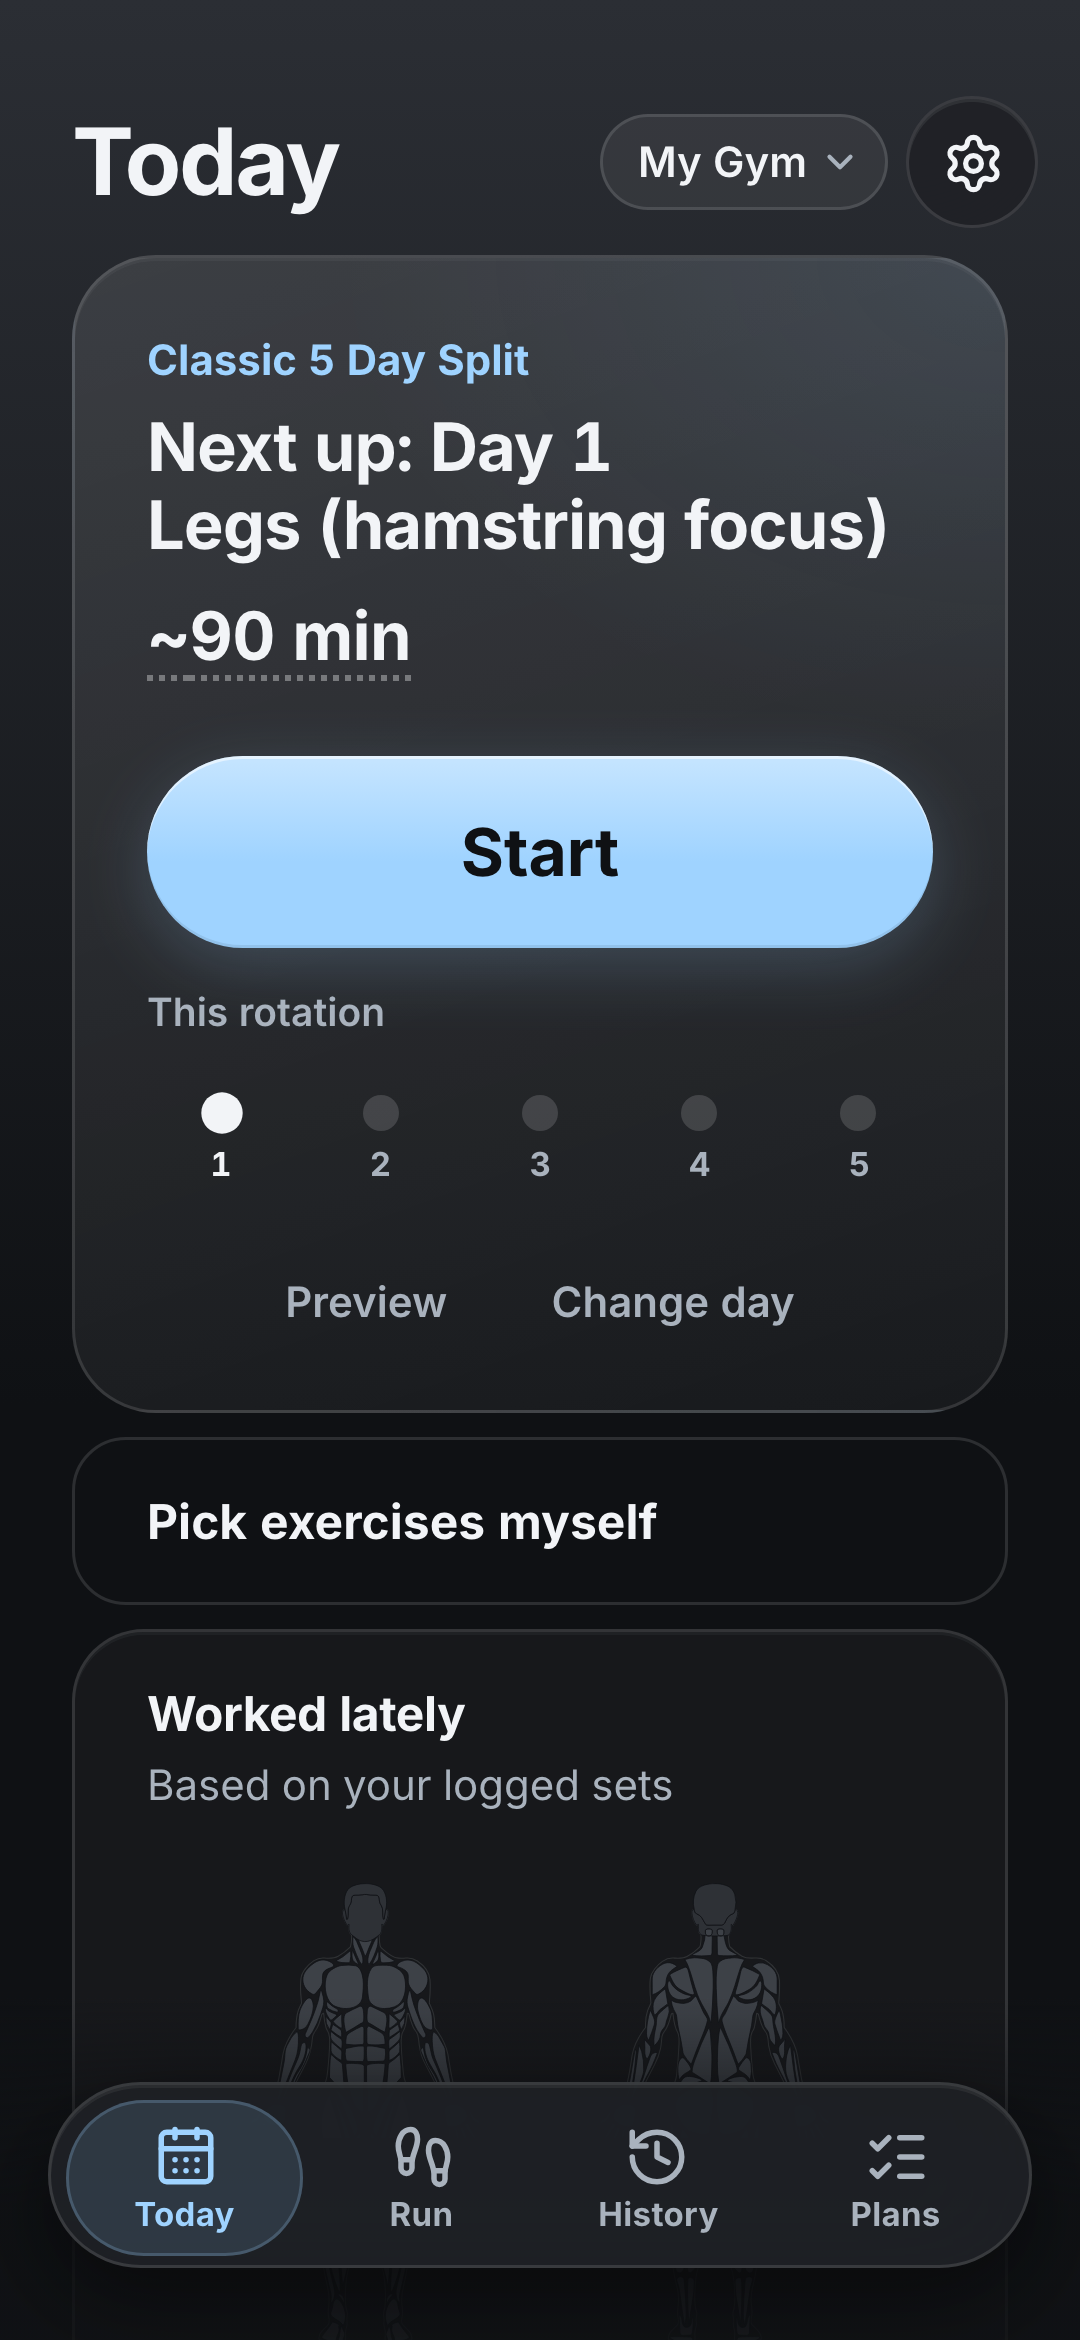 Today
My Gym
Classic 5 Day Split
Next up: Day 1
Legs (hamstring focus)
~90 min
Start
This rotation
1 2 3 4 5
Preview Change day
Pick exercises myself
Worked lately
Based on your logged sets
Today Run History Plans